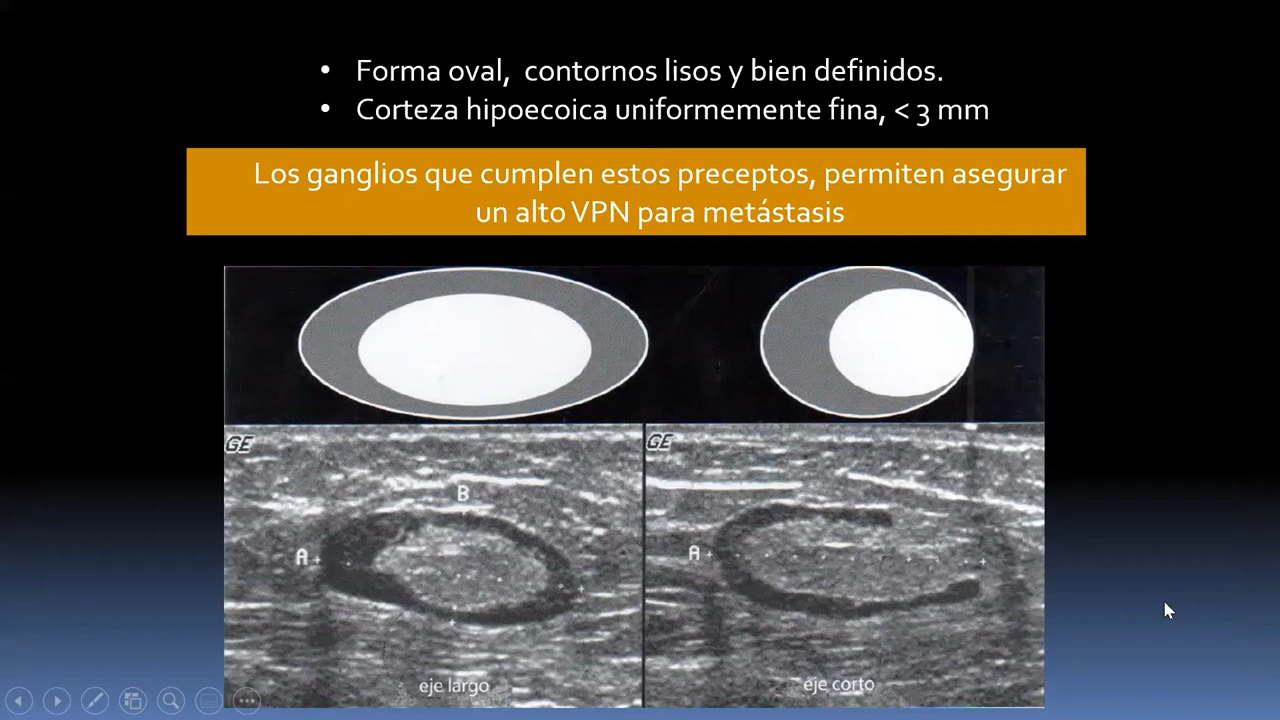 • Forma oval, contornos lisos y bien definidos.
• Corteza hipoecoica uniformemente fina, < 3 mm
Los ganglios que cumplen estos preceptos, permiten asegurar
un alto VPN para metástasis
GE
GE
B
A
A
eje largo
eje corto